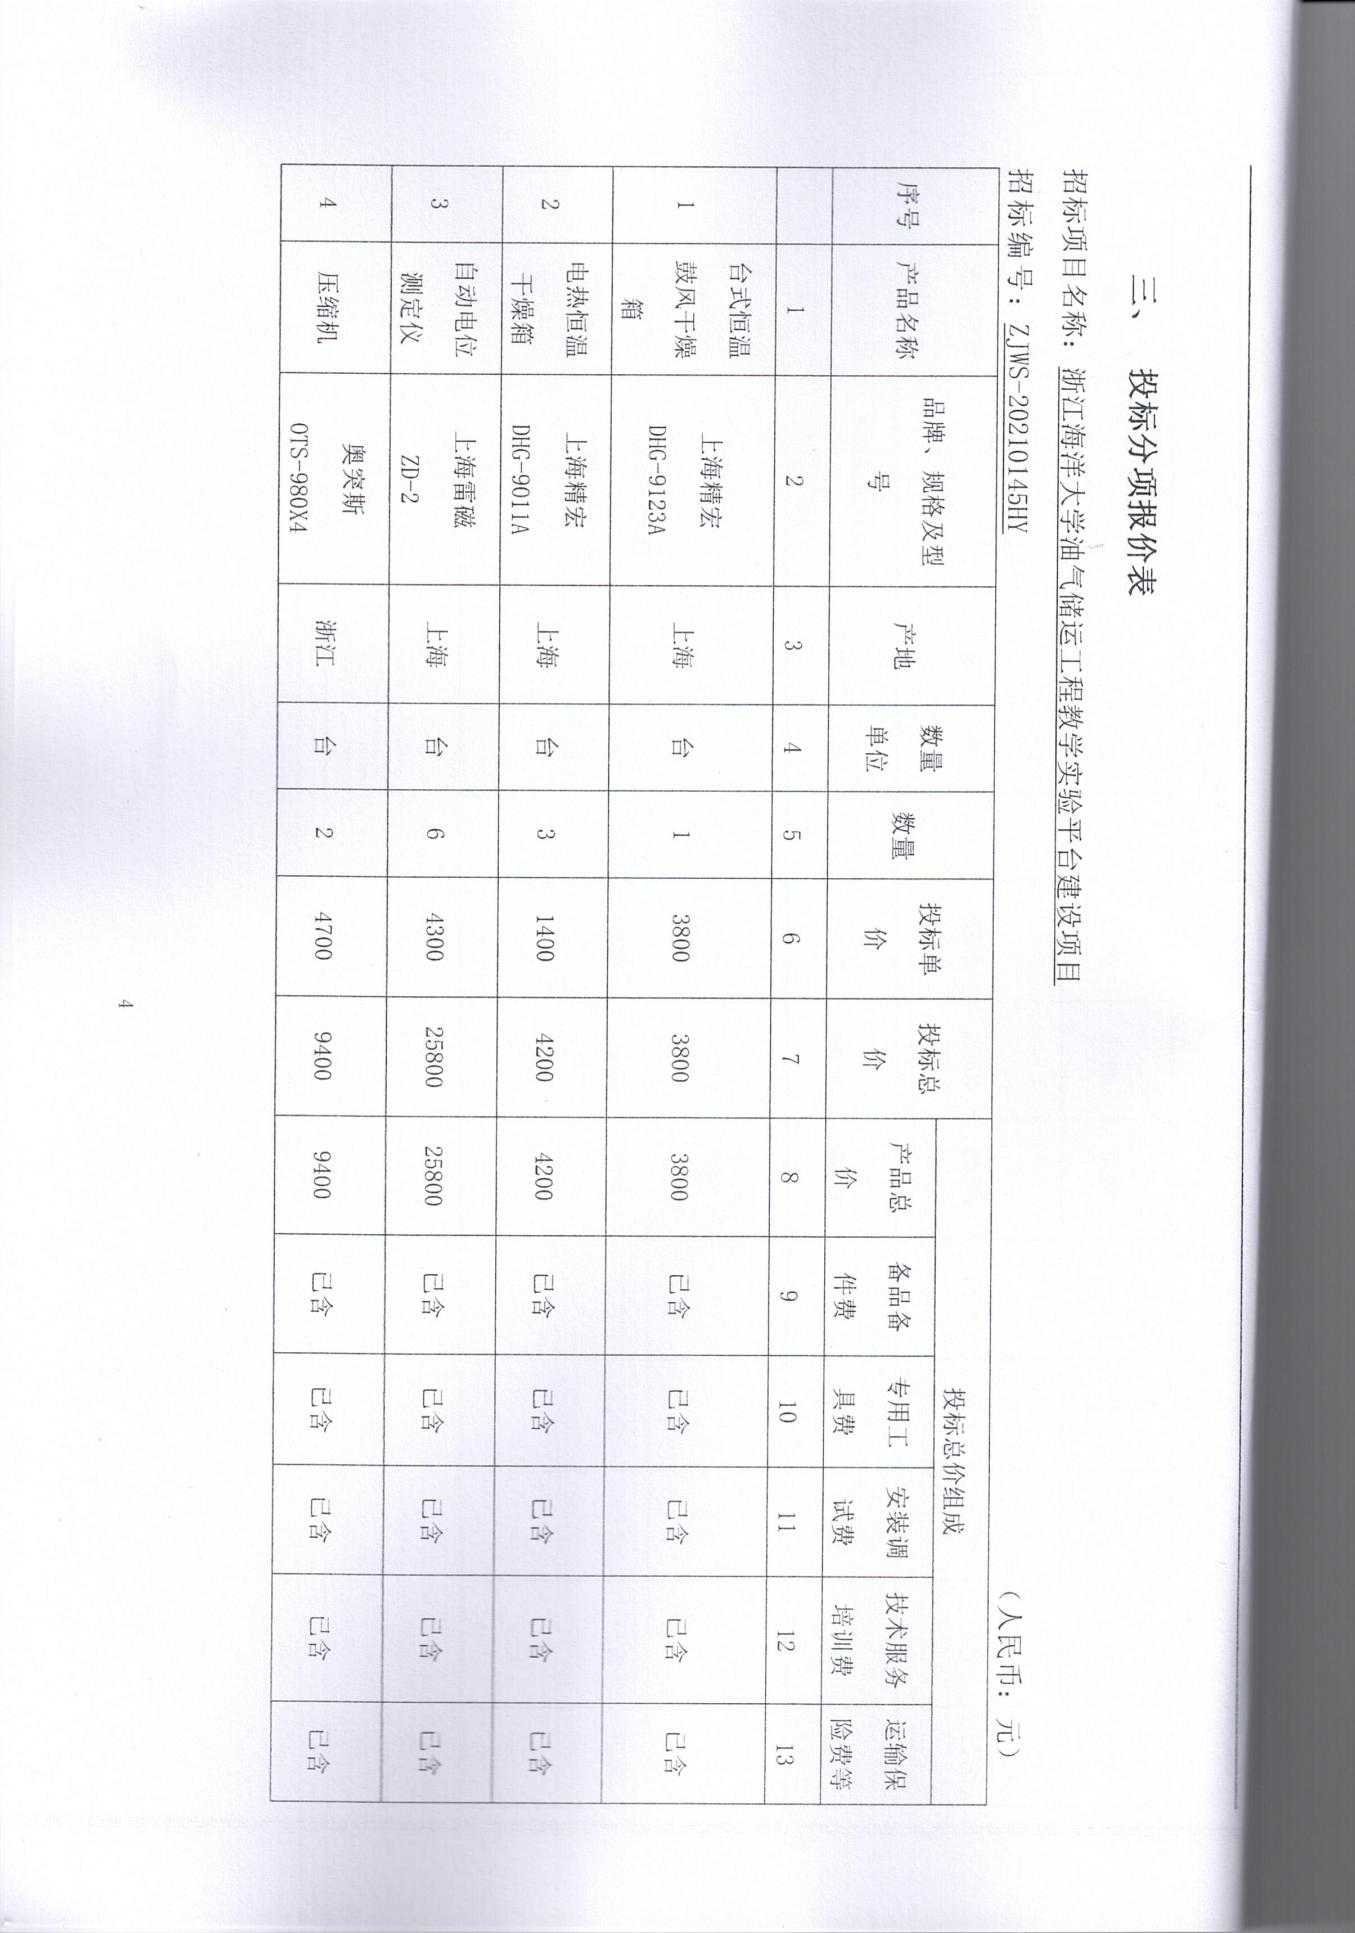 三、 投标分项报价表
招标项目名称：浙江海洋大学油气储运工程教学实验平台建设项目
招标编号：ZJWS-20210145HY
（人民币：元）
序号 产品名称 品牌、规格及型号 产地 数量单位 数量 投标单价 投标总价 投标总价组成
产品总价 备品备件费 专用工具费 安装调试费 技术服务培训费 运输保险费等
1 2 3 4 5 6 7 8 9 10 11 12 13
1 台式恒温鼓风干燥箱 上海精宏 DHG-9123A 上海 台 1 3800 3800 3800 已含 已含 已含 已含 已含
2 电热恒温干燥箱 上海精宏 DHG-9011A 上海 台 3 1400 4200 4200 已含 已含 已含 已含 已含
3 自动电位测定仪 上海雷磁 ZD-2 上海 台 6 4300 25800 25800 已含 已含 已含 已含 已含
4 压缩机 奥突斯 OTS-980X4 浙江 台 2 4700 9400 9400 已含 已含 已含 已含 已含
4